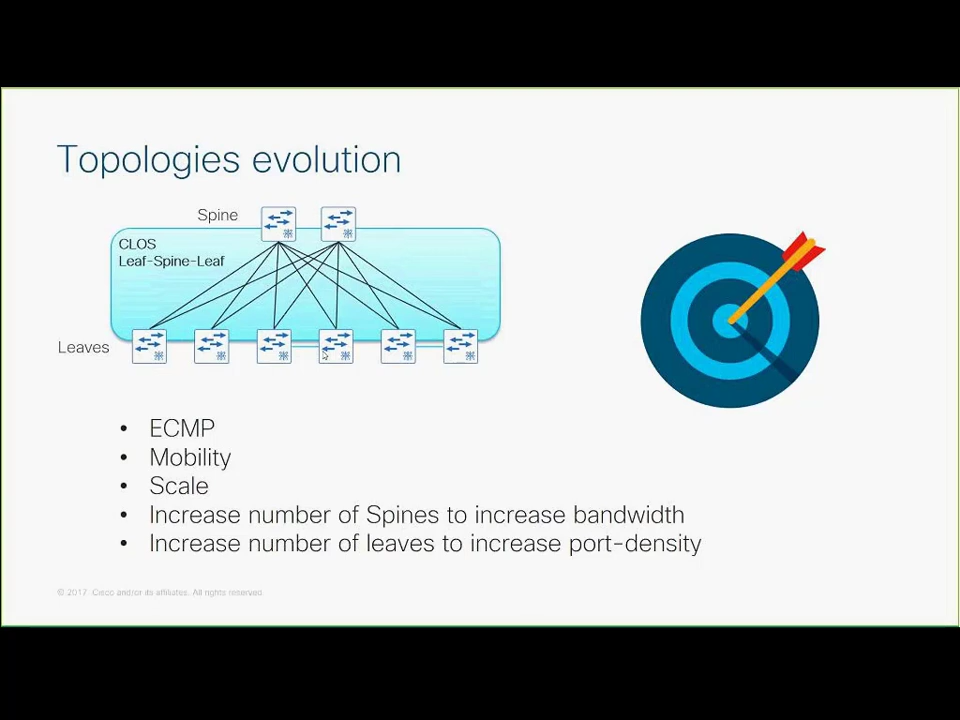 Topologies evolution
Spine
CLOS
Leaf-Spine-Leaf
Leaves
• ECMP
• Mobility
• Scale
• Increase number of Spines to increase bandwidth
• Increase number of leaves to increase port-density
© 2017 Cisco and/or its affiliates. All rights reserved.